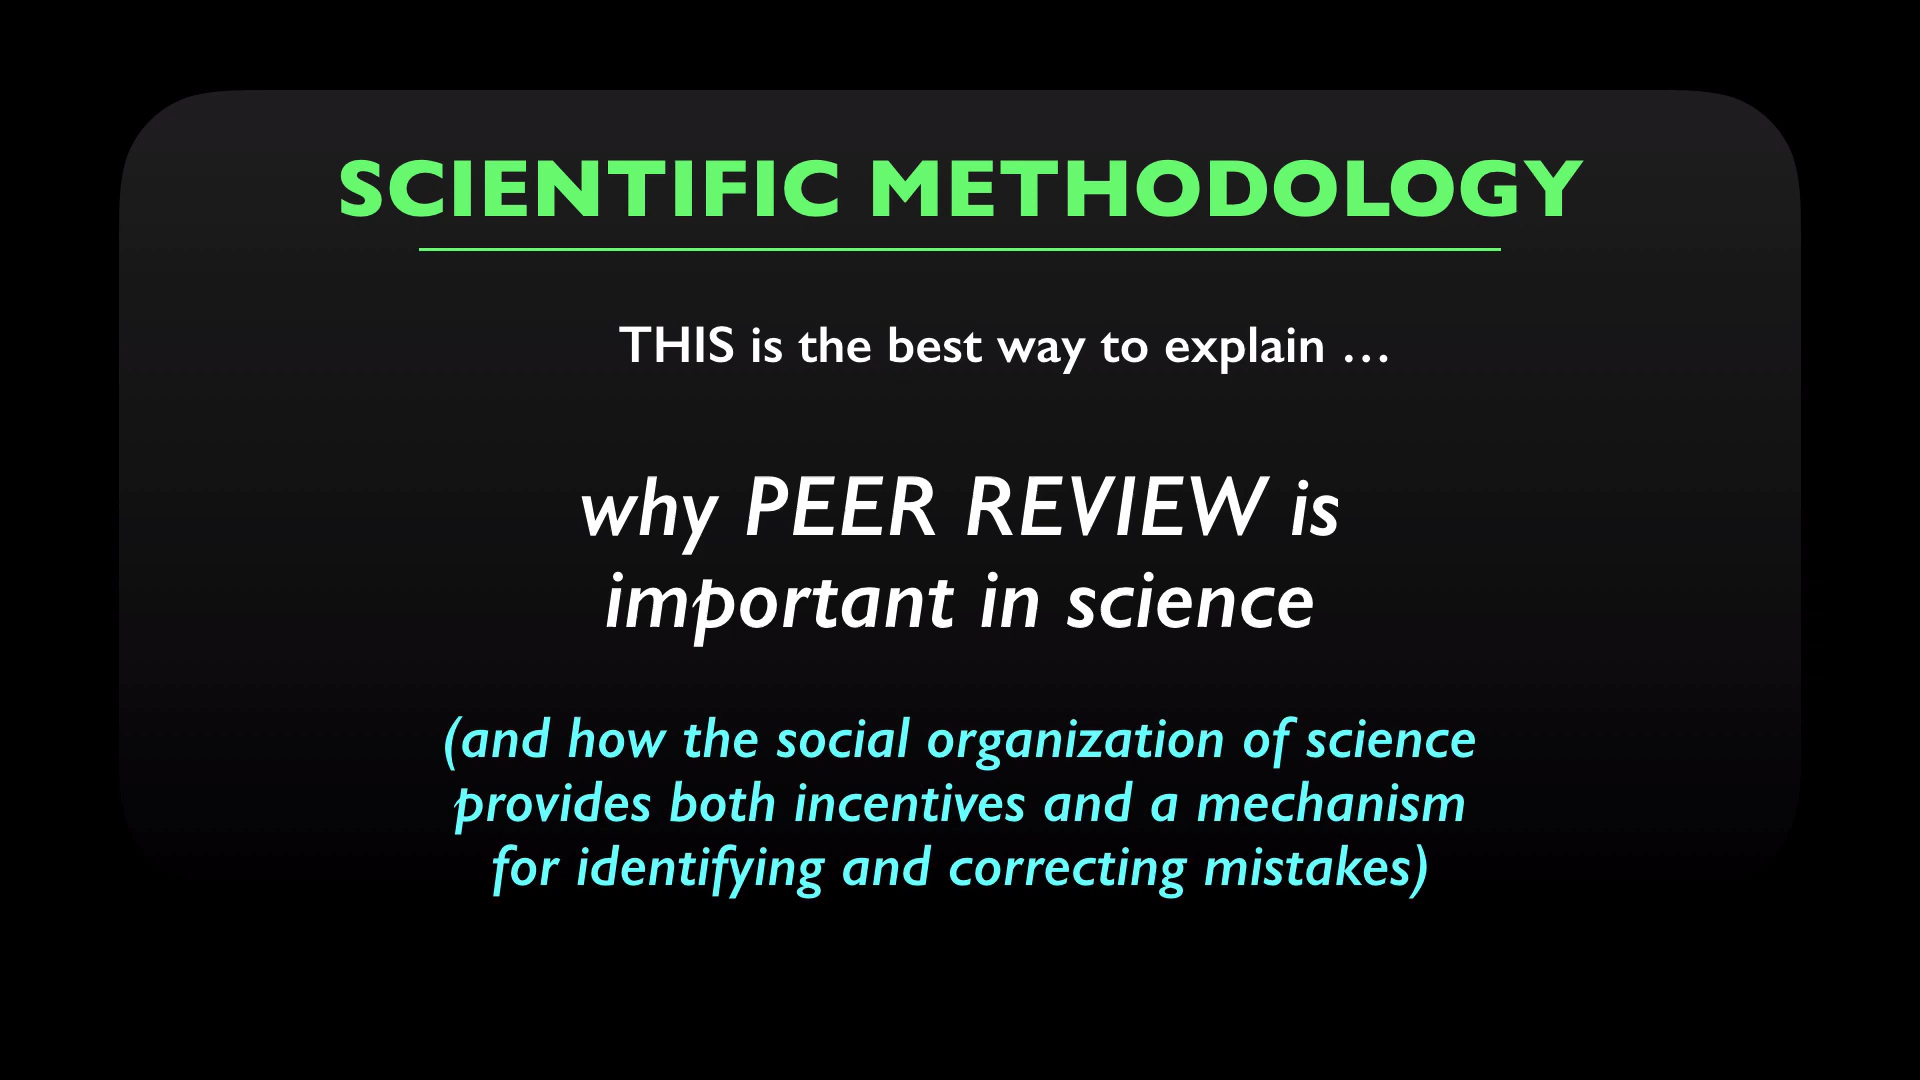 SCIENTIFIC METHODOLOGY
THIS is the best way to explain …
why PEER REVIEW is
important in science
(and how the social organization of science
provides both incentives and a mechanism
for identifying and correcting mistakes)